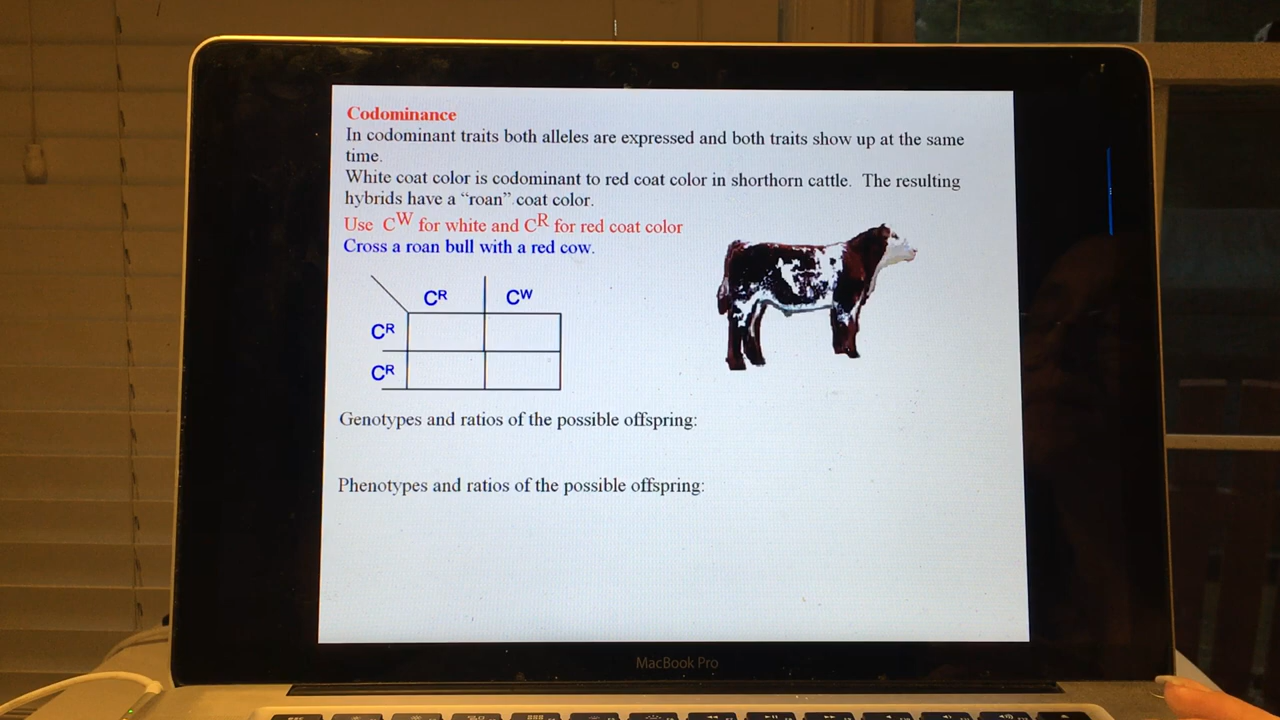 Codominance
In codominant traits both alleles are expressed and both traits show up at the same
time.
White coat color is codominant to red coat color in shorthorn cattle. The resulting
hybrids have a “roan” coat color.
Use C^W for white and C^R for red coat color
Cross a roan bull with a red cow.
C^R C^W
C^R
C^R
Genotypes and ratios of the possible offspring:
Phenotypes and ratios of the possible offspring:
MacBook Pro